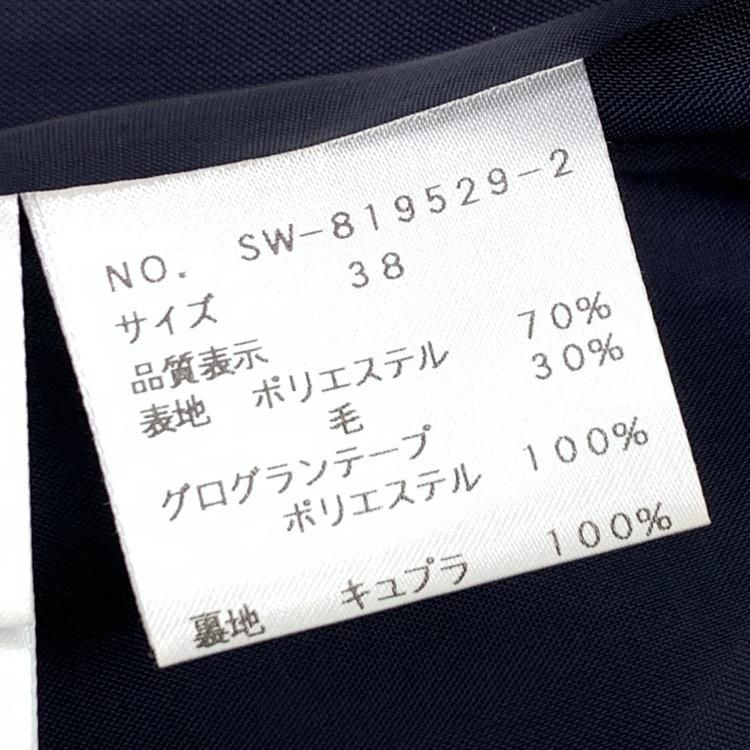 NO. SW-819529-2
サイズ 38
品質表示
表地 ポリエステル 70%
毛 30%
グログランテープ
ポリエステル 100%
裏地 キュプラ 100%